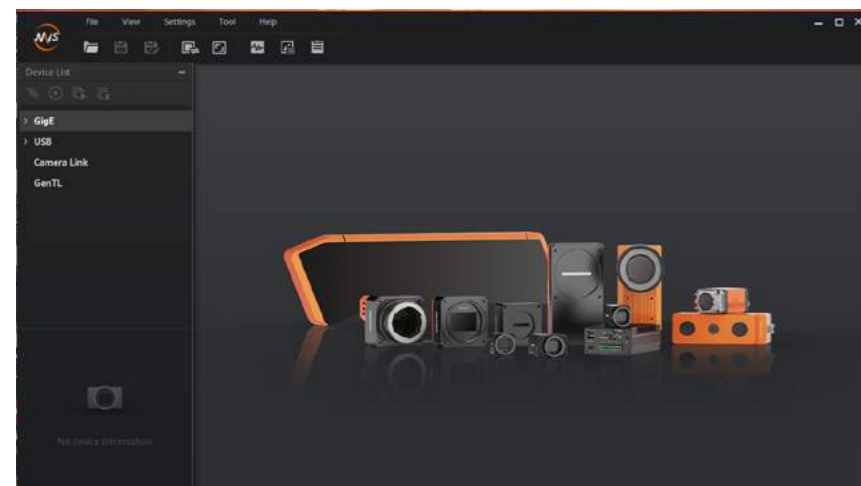 MVS
File View Settings Tool Help
Device List
GigE
USB
Camera Link
GenTL
No device information